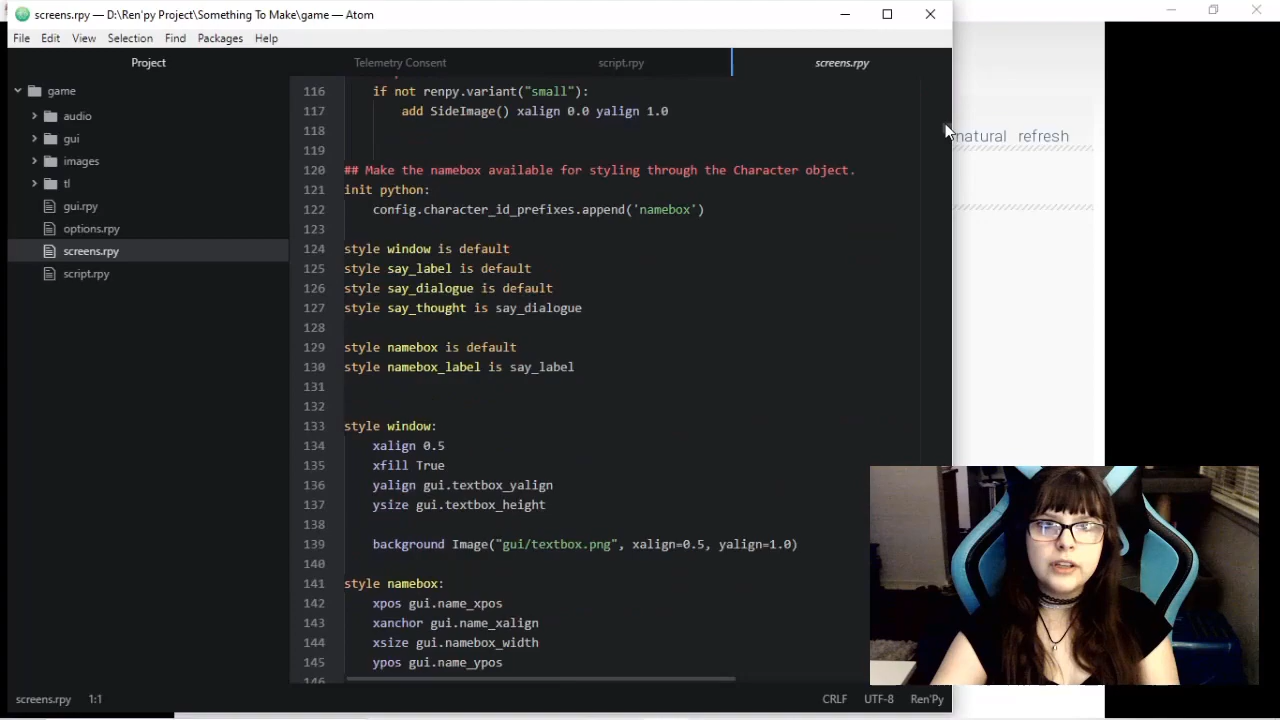 screens.rpy — D:\Ren'py Project\Something To Make\game — Atom
File Edit View Selection Find Packages Help
Project
Telemetry Consent
script.rpy
screens.rpy
game
audio
gui
images
tl
gui.rpy
options.rpy
screens.rpy
script.rpy
116 if not renpy.variant("small"):
117 add SideImage() xalign 0.0 yalign 1.0
118
119
120 ## Make the namebox available for styling through the Character object.
121 init python:
122 config.character_id_prefixes.append('namebox')
123
124 style window is default
125 style say_label is default
126 style say_dialogue is default
127 style say_thought is say_dialogue
128
129 style namebox is default
130 style namebox_label is say_label
131
132
133 style window:
134 xalign 0.5
135 xfill True
136 yalign gui.textbox_yalign
137 ysize gui.textbox_height
138
139 background Image("gui/textbox.png", xalign=0.5, yalign=1.0)
140
141 style namebox:
142 xpos gui.name_xpos
143 xanchor gui.name_xalign
144 xsize gui.namebox_width
145 ypos gui.name_ypos
natural refresh
screens.rpy 1:1
CRLF UTF-8 Ren'Py